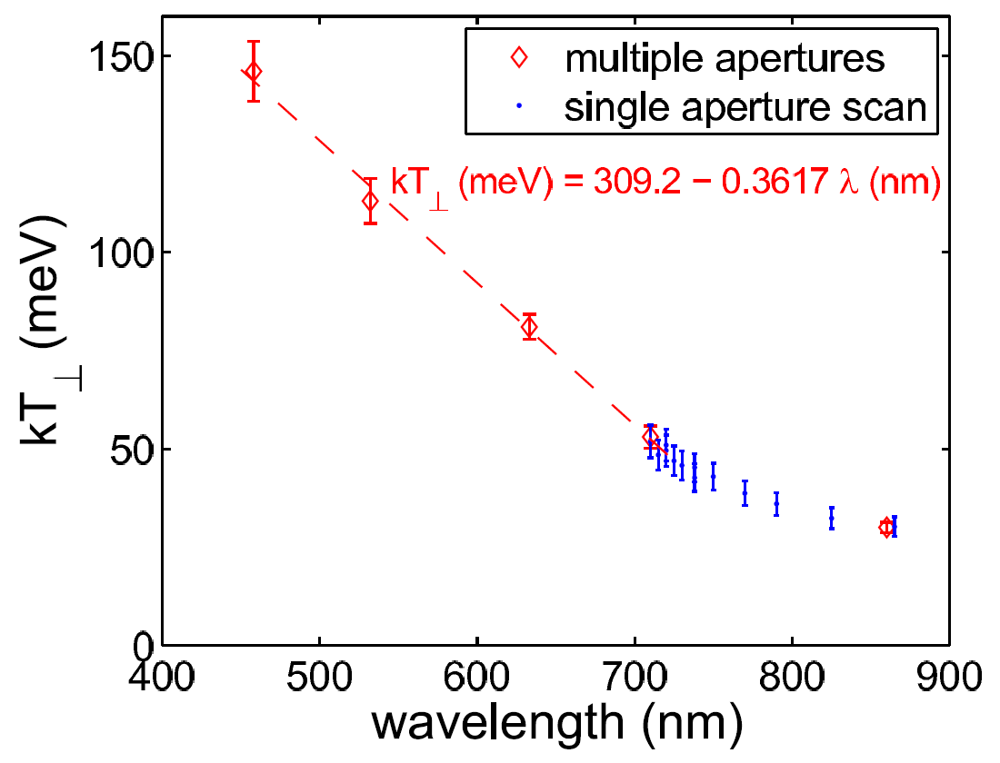 150
100
50
0
400 500 600 700 800 900
kT⊥ (meV)
wavelength (nm)
multiple apertures
single aperture scan
kT⊥ (meV) = 309.2 − 0.3617 λ (nm)